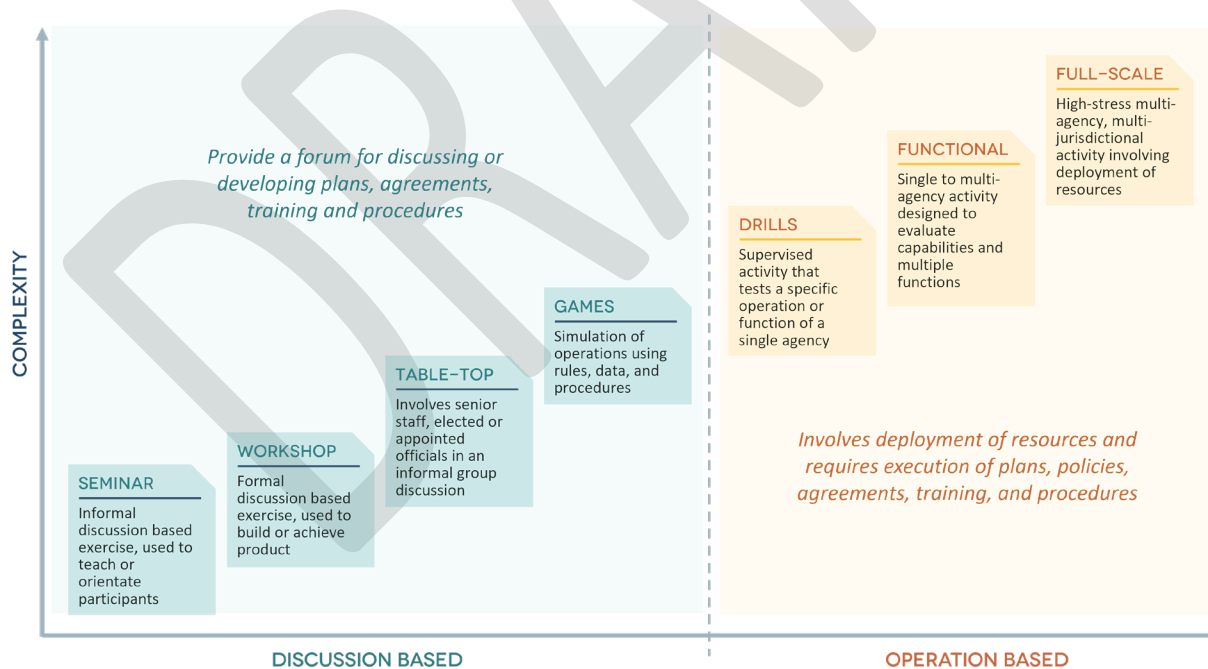 DRA
COMPLEXITY
Provide a forum for discussing or
developing plans, agreements,
training and procedures
SEMINAR
Informal
discussion based
exercise, used to
teach or
orientate
participants
WORKSHOP
Formal
discussion based
exercise, used to
build or achieve
product
TABLE-TOP
Involves senior
staff, elected or
appointed
officials in an
informal group
discussion
GAMES
Simulation of
operations using
rules, data, and
procedures
DRILLS
Supervised
activity that
tests a specific
operation or
function of a
single agency
FUNCTIONAL
Single to multi-
agency activity
designed to
evaluate
capabilities and
multiple
functions
FULL-SCALE
High-stress multi-
agency, multi-
jurisdictional
activity involving
deployment of
resources
Involves deployment of resources and
requires execution of plans, policies,
agreements, training, and procedures
DISCUSSION BASED
OPERATION BASED